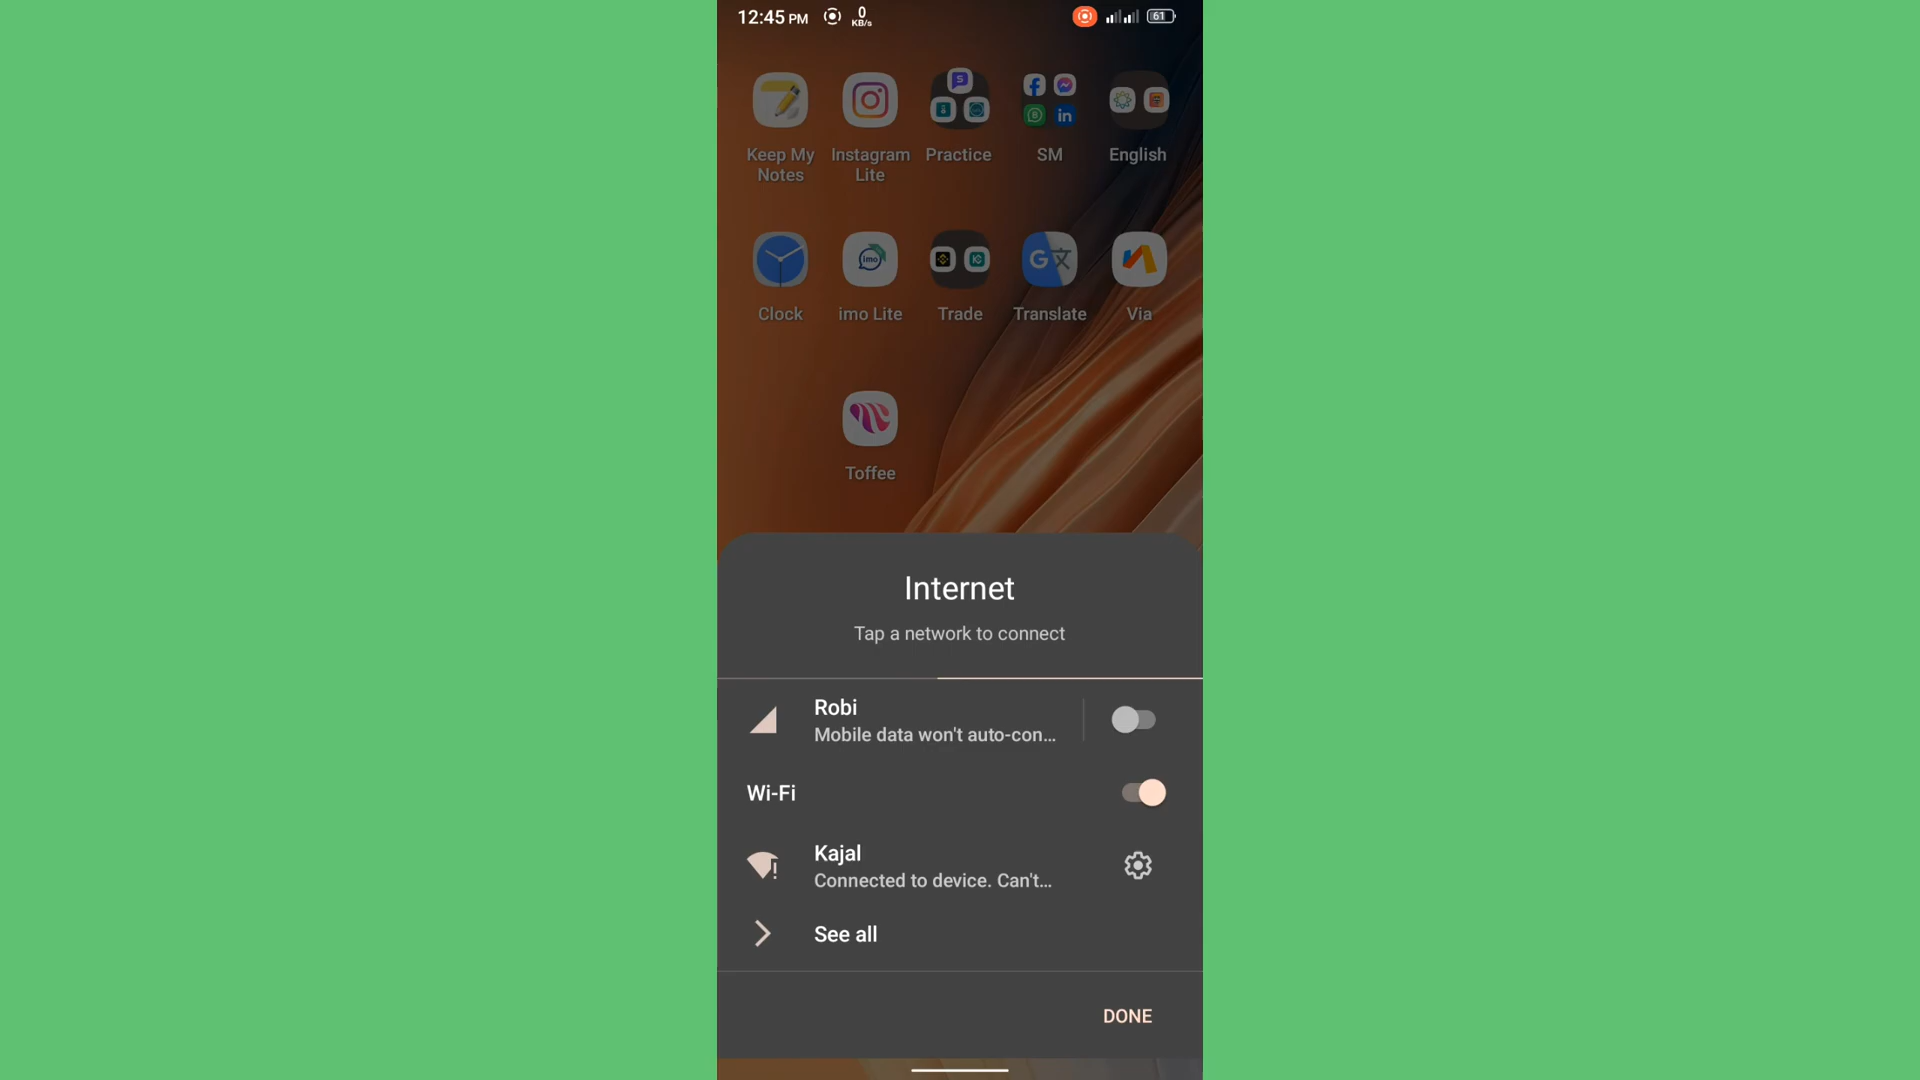 12:45 PM 0 KB/s 61
Keep My Notes
Instagram Lite
Practice
SM
English
Clock
imo Lite
Trade
Translate
Via
Toffee
Internet
Tap a network to connect
Robi
Mobile data won't auto-con...
Wi-Fi
Kajal
Connected to device. Can't...
See all
DONE